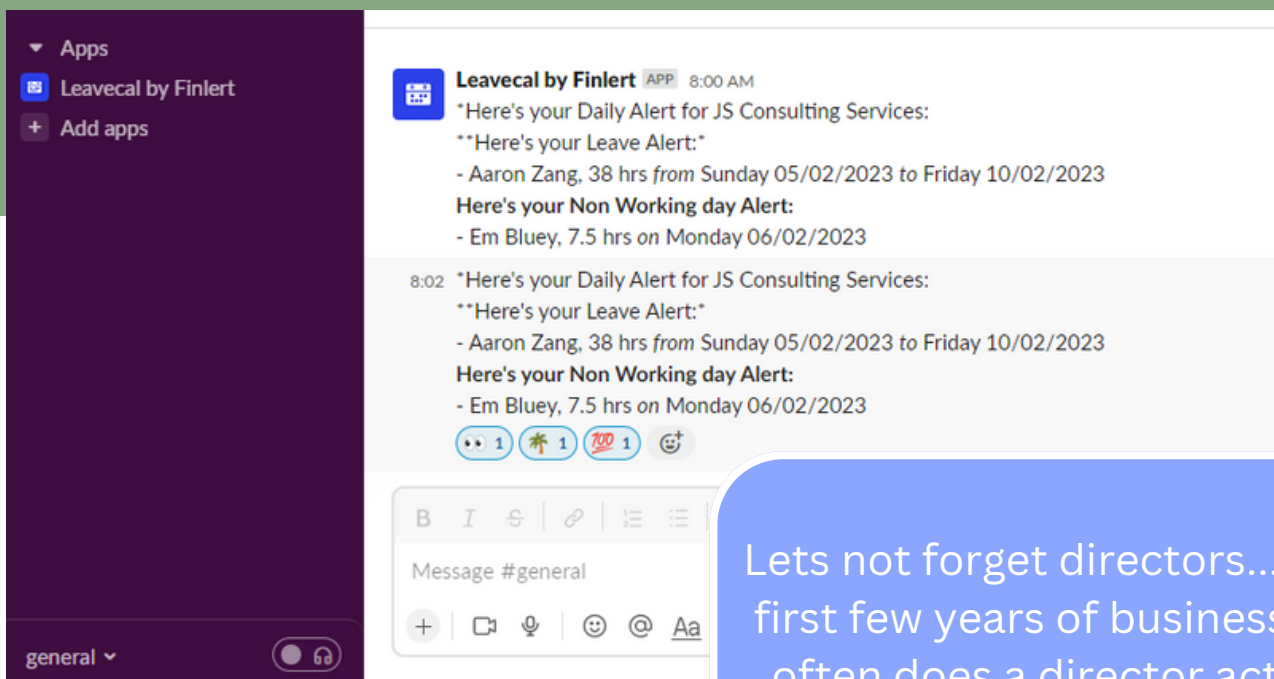 Apps
Leavecal by Finlert
Add apps
Leavecal by Finlert APP 8:00 AM
*Here's your Daily Alert for JS Consulting Services:
**Here's your Leave Alert:*
- Aaron Zang, 38 hrs from Sunday 05/02/2023 to Friday 10/02/2023
Here's your Non Working day Alert:
- Em Bluey, 7.5 hrs on Monday 06/02/2023
8:02 *Here's your Daily Alert for JS Consulting Services:
**Here's your Leave Alert:*
- Aaron Zang, 38 hrs from Sunday 05/02/2023 to Friday 10/02/2023
Here's your Non Working day Alert:
- Em Bluey, 7.5 hrs on Monday 06/02/2023
👀 1 🌴 1 💯 1
B I S
Message #general
+ @ Aa
general
Lets not forget directors...
first few years of business
often does a director act